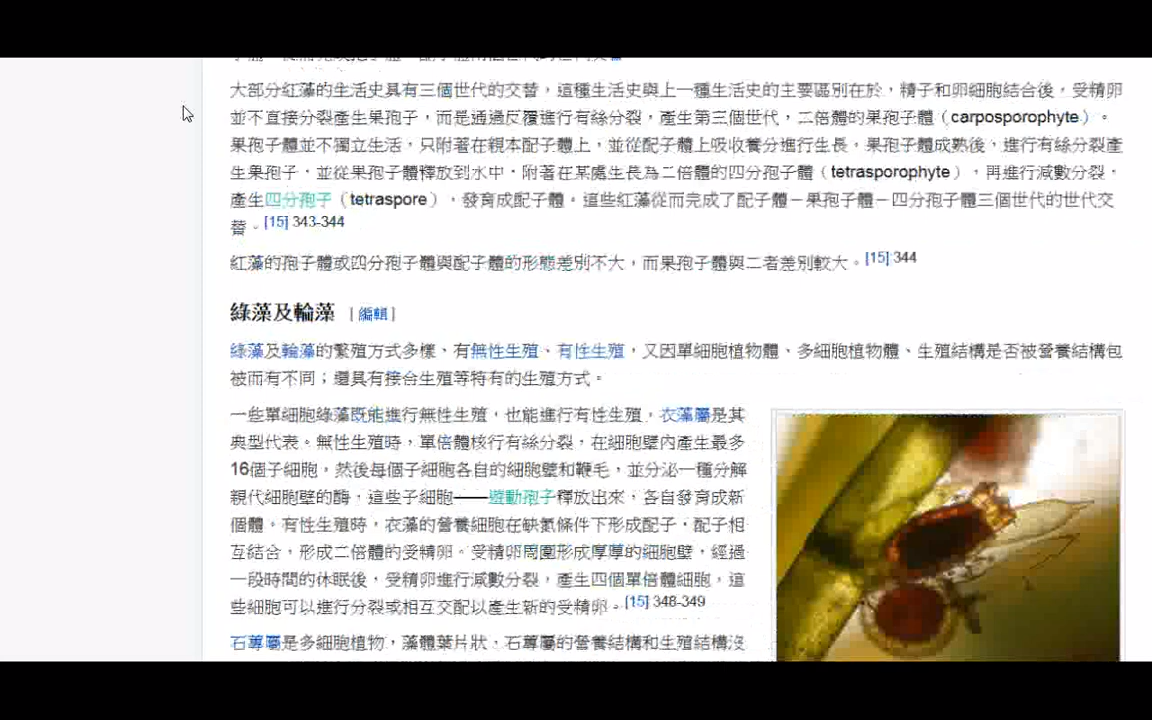 大部分紅藻的生活史具有三個世代的交替，這種生活史與上一種生活史的主要區別在於，精子和卵細胞結合後，受精卵
並不直接分裂產生果孢子，而是通過反覆進行有絲分裂，產生第三個世代，二倍體的果孢子體（carposporophyte.）。
果孢子體並不獨立生活，只附著在親本配子體上，並從配子體上吸收養分進行生長。果孢子體成熟後，進行有絲分裂產
生果孢子，並從果孢子體釋放到水中，附著在某處生長為二倍體的四分孢子體（tetrasporophyte），再進行減數分裂，
產生四分孢子（tetraspore），發育成配子體。這些紅藻從而完成了配子體－果孢子體－四分孢子體三個世代的世代交
替。[15] 343-344
紅藻的孢子體或四分孢子體與配子體的形態差別不大，而果孢子體與二者差別較大。[15] 344
綠藻及輪藻 [編輯]
綠藻及輪藻的繁殖方式多樣、有無性生殖、有性生殖，又因單細胞植物體、多細胞植物體、生殖結構是否被營養結構包
被而有不同；還具有接合生殖等特有的生殖方式。
一些單細胞綠藻既能進行無性生殖，也能進行有性生殖，衣藻屬是其
典型代表。無性生殖時，單倍體核行有絲分裂，在細胞壁內產生最多
16個子細胞，然後每個子細胞各自的細胞壁和鞭毛，並分泌一種分解
親代細胞壁的酶，這些子細胞——遊動孢子釋放出來，各自發育成新
個體。有性生殖時，衣藻的營養細胞在缺氮條件下形成配子，配子相
互結合，形成二倍體的受精卵。受精卵周圍形成厚厚的細胞壁，經過
一段時間的休眠後，受精卵進行減數分裂，產生四個單倍體細胞，這
些細胞可以進行分裂或相互交配以產生新的受精卵。[15] 348-349
石蓴屬是多細胞植物，藻體葉片狀，石蓴屬的營養結構和生殖結構沒